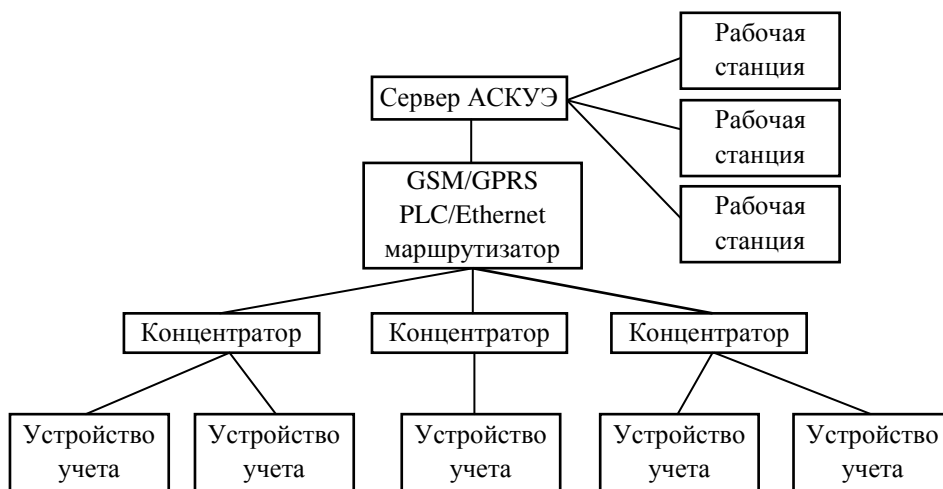 Рабочая
станция
Сервер АСКУЭ
Рабочая
станция
GSM/GPRS
PLC/Ethernet
маршрутизатор
Рабочая
станция
Концентратор
Концентратор
Концентратор
Устройство
учета
Устройство
учета
Устройство
учета
Устройство
учета
Устройство
учета